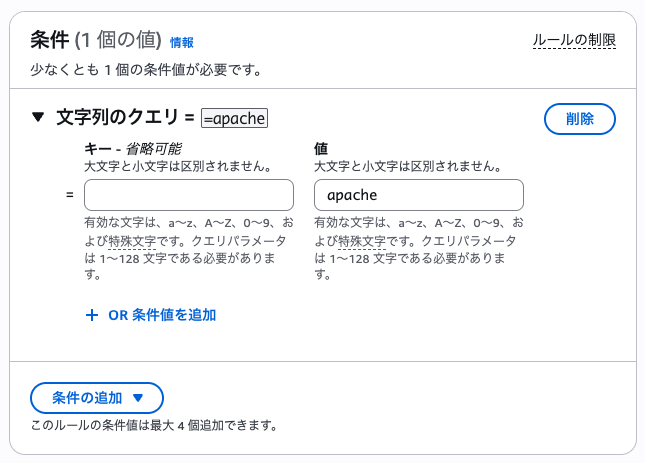 条件 (1 個の値) 情報
ルールの制限
少なくとも 1 個の条件値が必要です。
▼ 文字列のクエリ = =apache
削除
キー - 省略可能
大文字と小文字は区別されません。
=
有効な文字は、a～z、A～Z、0～9、お
よび特殊文字です。クエリパラメータ
は 1～128 文字である必要がありま
す。
値
大文字と小文字は区別されません。
apache
有効な文字は、a～z、A～Z、0～9、お
よび特殊文字です。クエリパラメータ
は 1～128 文字である必要がありま
す。
+ OR 条件値を追加
条件の追加 ▼
このルールの条件値は最大 4 個追加できます。